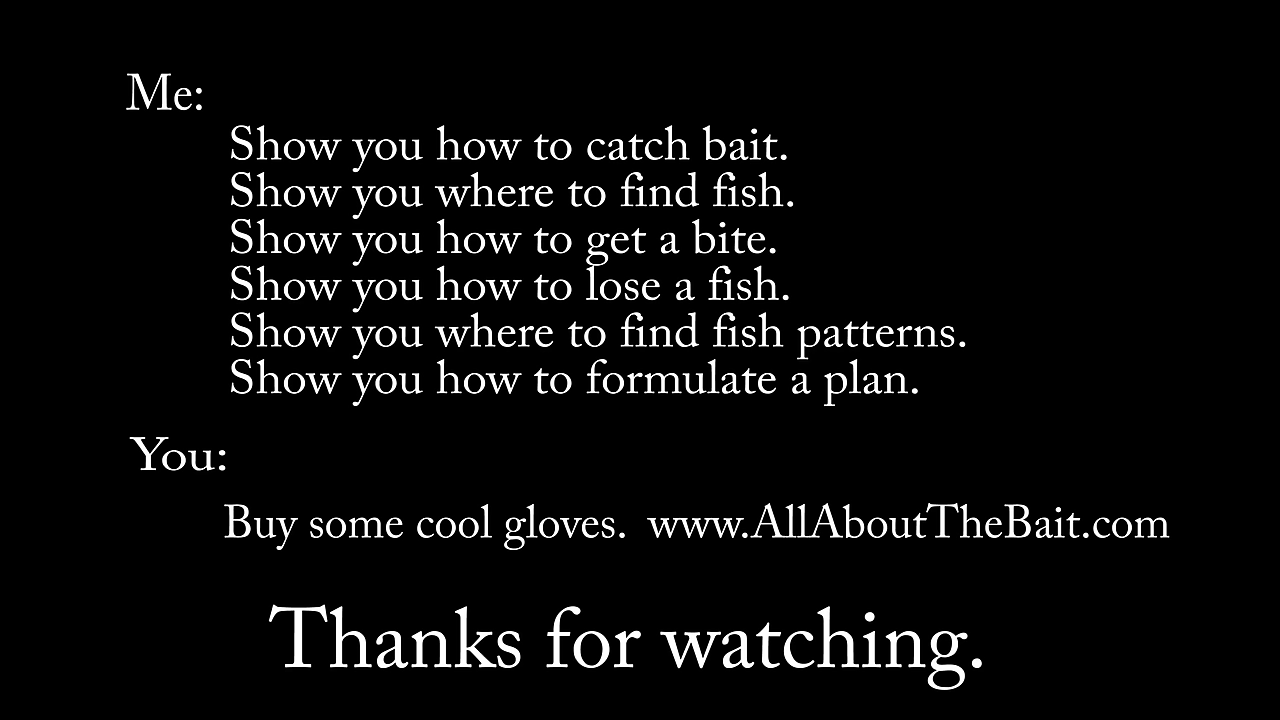 Me:
Show you how to catch bait.
Show you where to find fish.
Show you how to get a bite.
Show you how to lose a fish.
Show you where to find fish patterns.
Show you how to formulate a plan.
You:
Buy some cool gloves. www.AllAboutTheBait.com
Thanks for watching.